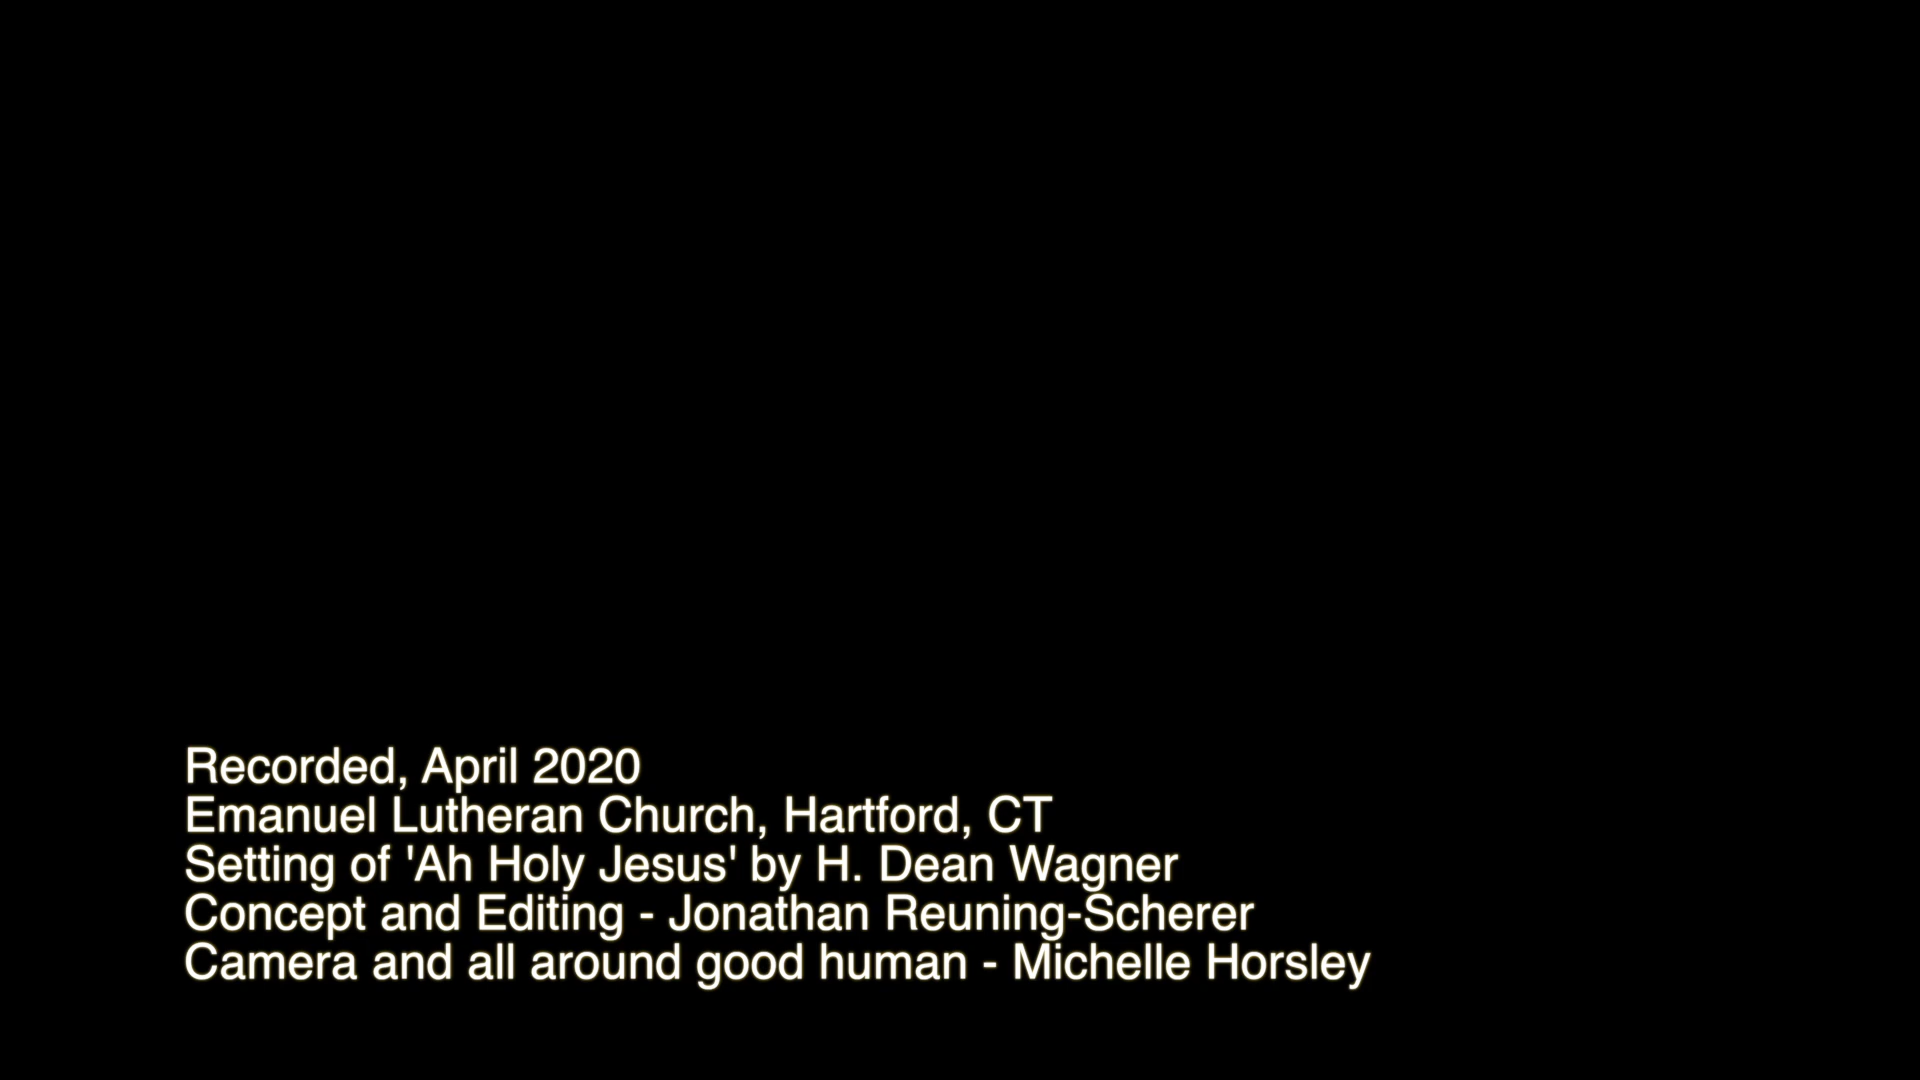 Recorded, April 2020
Emanuel Lutheran Church, Hartford, CT
Setting of 'Ah Holy Jesus' by H. Dean Wagner
Concept and Editing - Jonathan Reuning-Scherer
Camera and all around good human - Michelle Horsley